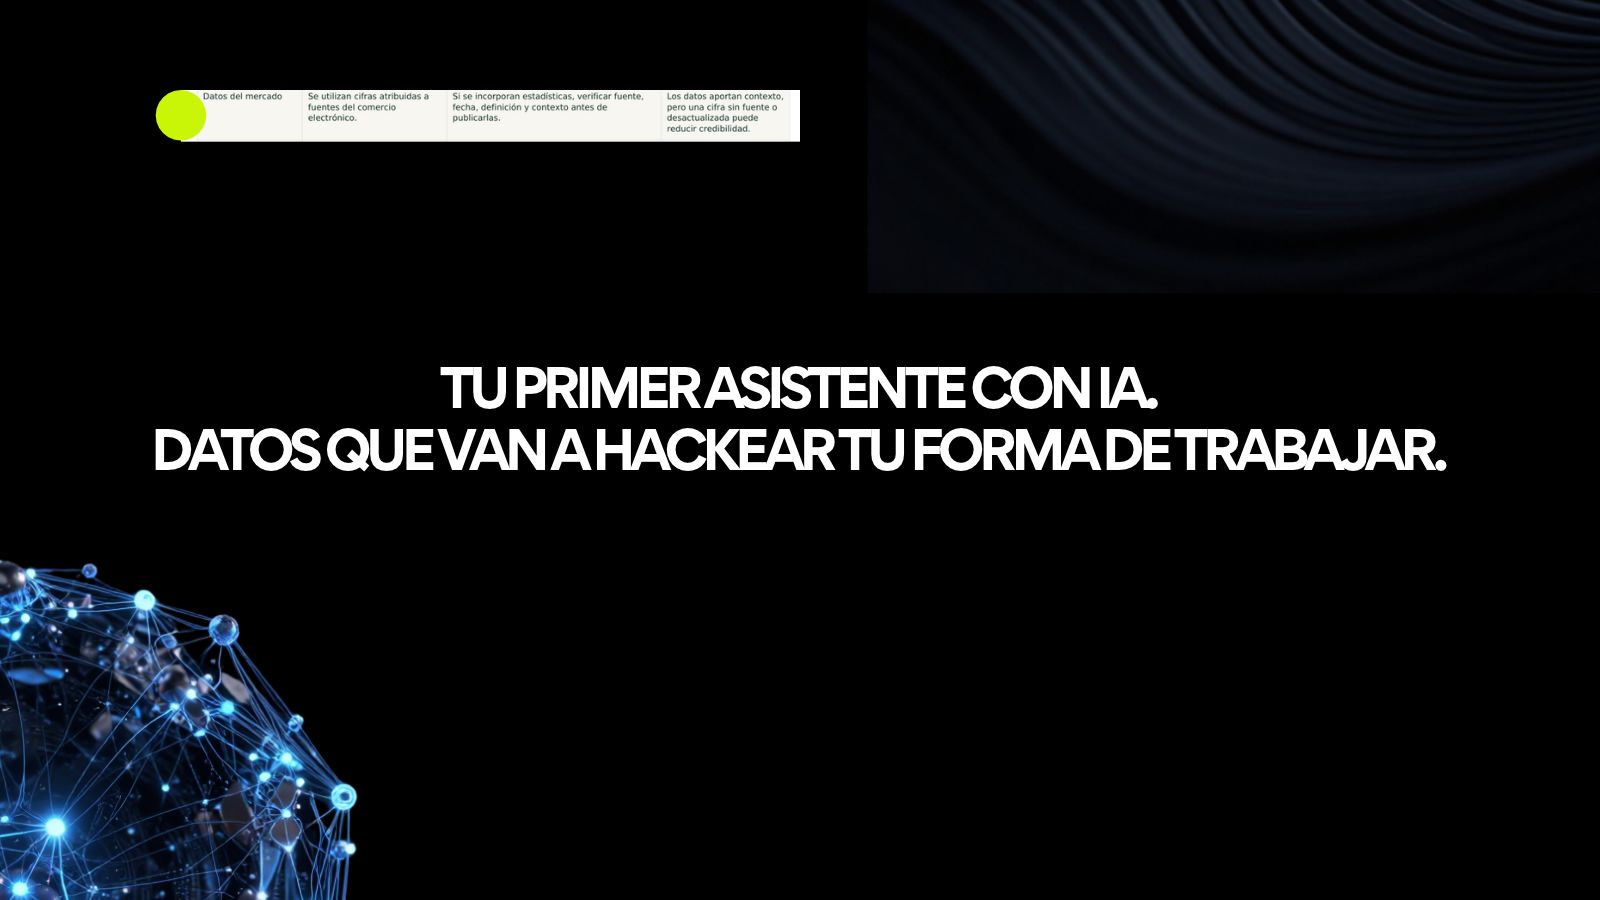 Datos del mercado
Se utilizan cifras atribuidas a
fuentes del comercio
electrónico.
Si se incorporan estadísticas, verificar fuente,
fecha, definición y contexto antes de
publicarlas.
Los datos aportan contexto,
pero una cifra sin fuente o
desactualizada puede
reducir credibilidad.
TU PRIMER ASISTENTE CON IA.
DATOS QUE VAN A HACKEAR TU FORMA DE TRABAJAR.